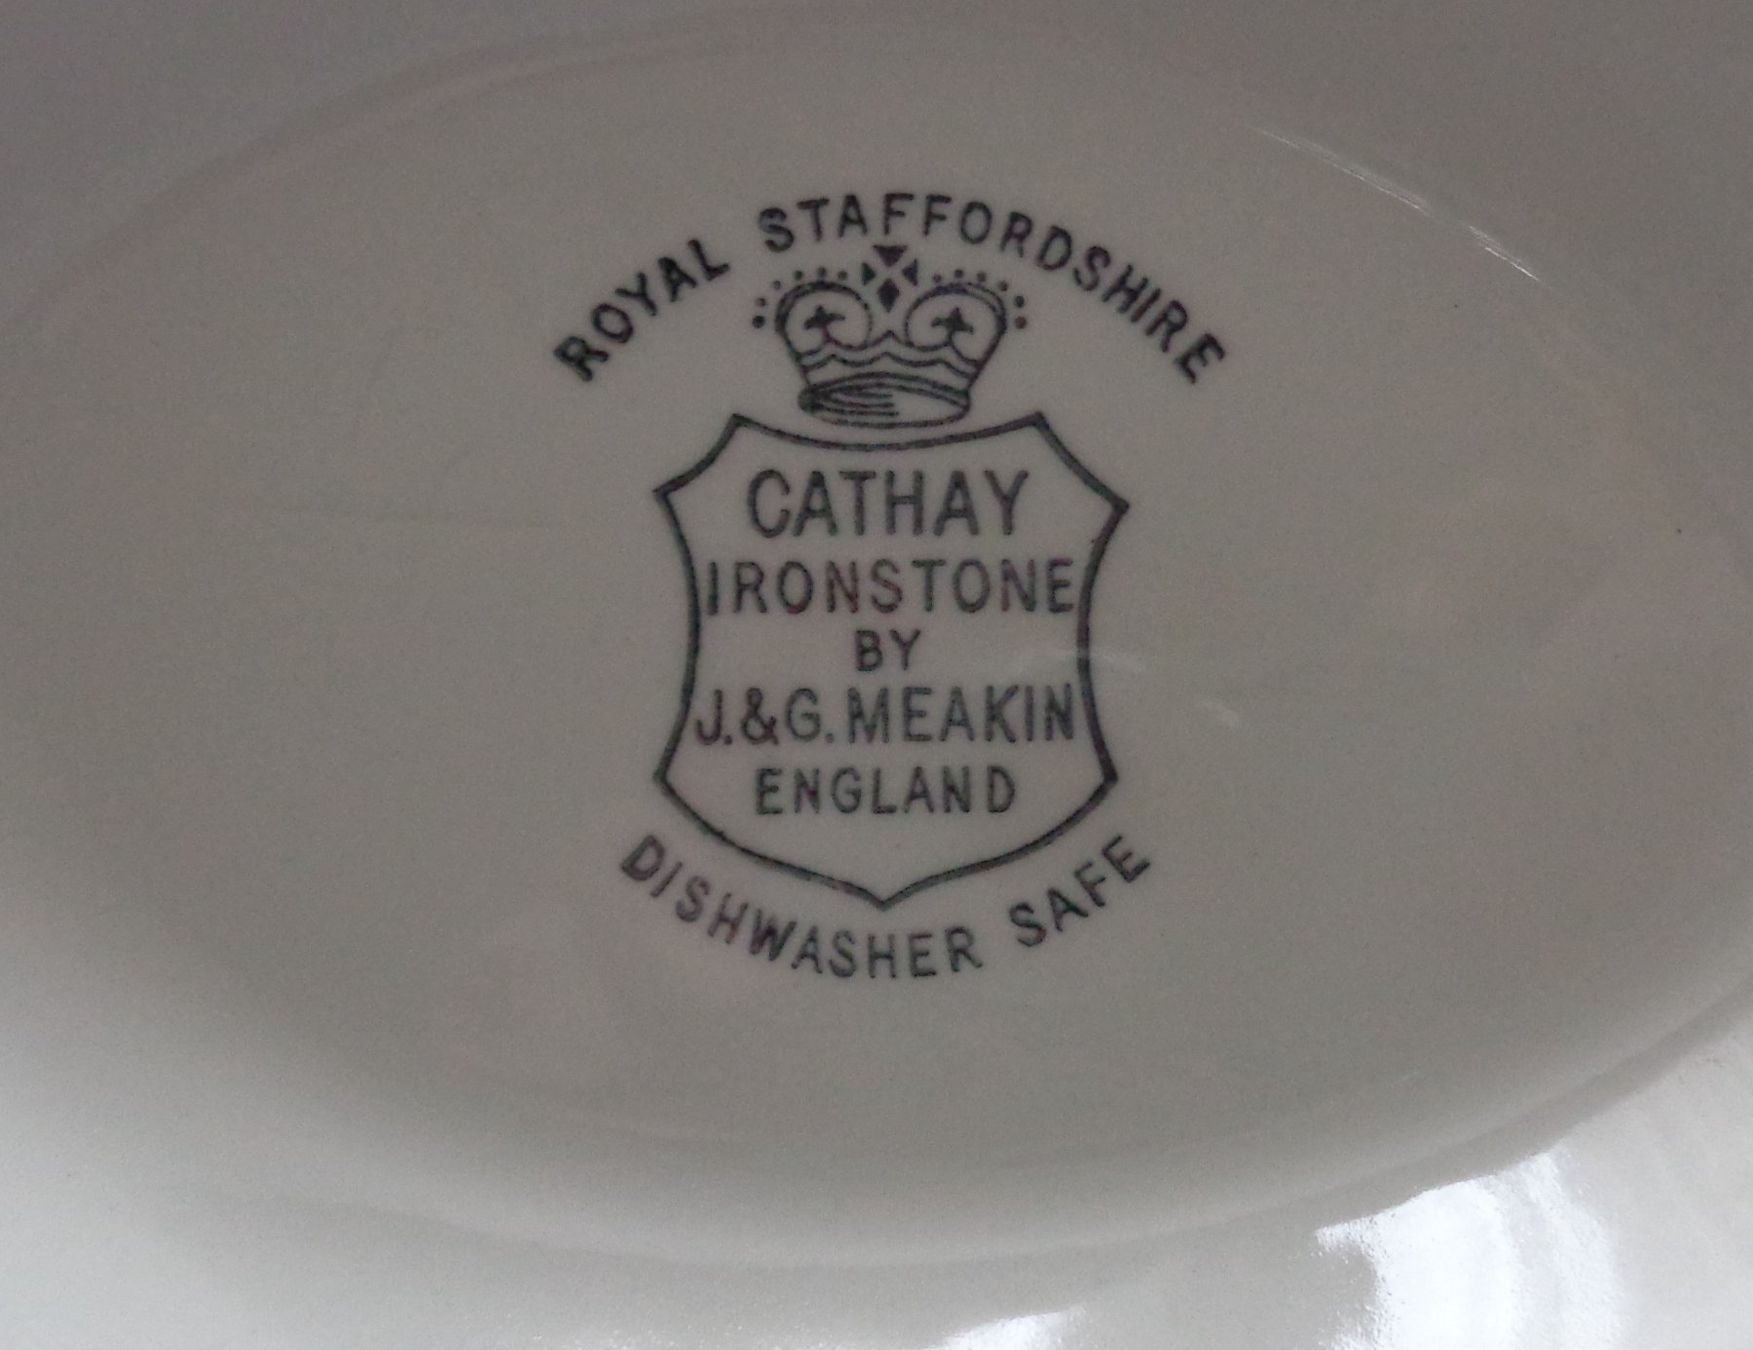 ROYAL STAFFORDSHIRE
CATHAY
IRONSTONE
BY
J.&G. MEAKIN
ENGLAND
DISHWASHER SAFE